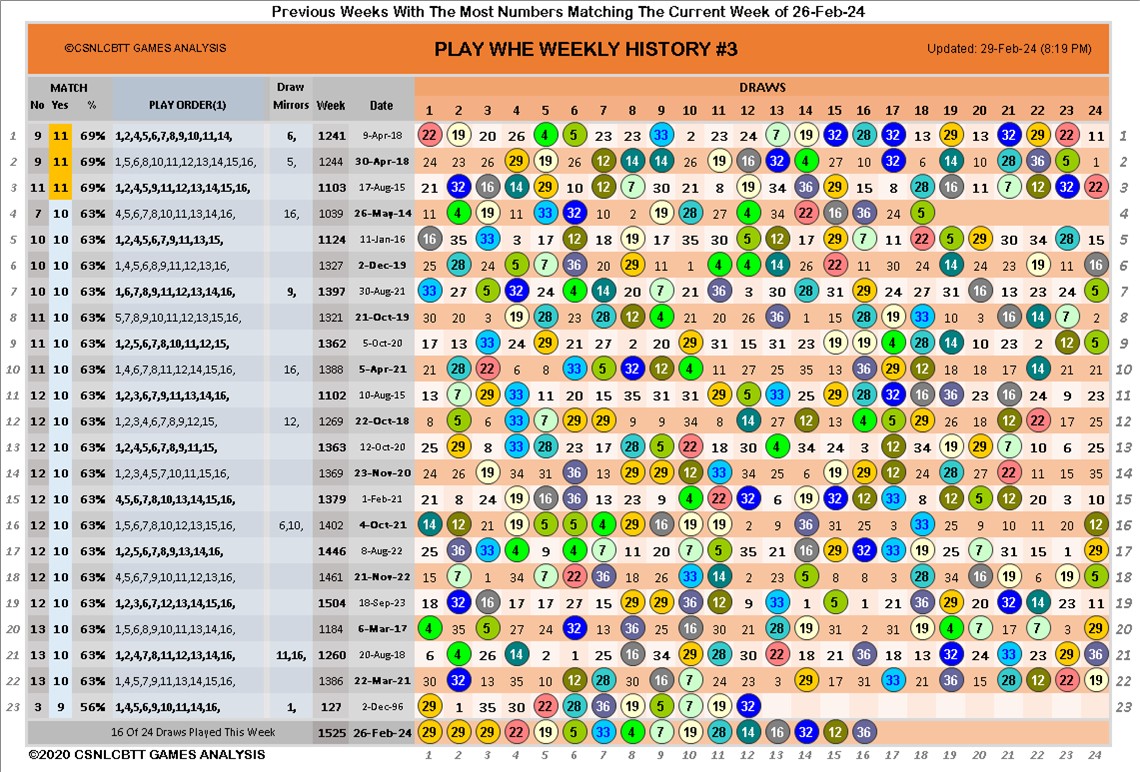 Previous Weeks With The Most Numbers Matching The Current Week of 26-Feb-24
©CSNLCBTT GAMES ANALYSIS PLAY WHE WEEKLY HISTORY #3 Updated: 29-Feb-24 (8:19 PM)
MATCH Draw DRAWS
No Yes % PLAY ORDER(1) Mirrors Week Date 1 2 3 4 5 6 7 8 9 10 11 12 13 14 15 16 17 18 19 20 21 22 23 24
1 9 11 69% 1,2,4,5,6,7,8,9,10,11,14, 6, 1241 9-Apr-18 22 19 20 26 4 5 23 23 33 2 23 24 7 19 32 28 32 13 29 13 32 29 22 11 1
2 9 11 69% 1,5,6,8,10,11,12,13,14,15,16, 5, 1244 30-Apr-18 24 23 26 29 19 26 12 14 14 26 19 16 32 4 27 10 32 6 14 10 28 36 5 1 2
3 11 11 69% 1,2,4,5,9,11,12,13,14,15,16, 1103 17-Aug-15 21 32 16 14 29 10 12 7 30 21 8 19 34 36 29 15 8 28 16 11 7 12 32 22 3
4 7 10 63% 4,5,6,7,8,10,11,13,14,16, 16, 1039 26-May-14 11 4 19 11 33 32 10 2 19 28 27 4 34 22 16 36 24 5 4
5 10 10 63% 1,2,4,5,6,7,9,11,13,15, 1124 11-Jan-16 16 35 33 3 17 12 18 19 17 35 30 5 12 17 29 7 11 22 5 29 30 34 28 15 5
6 10 10 63% 1,4,5,6,8,9,11,12,13,16, 1327 2-Dec-19 25 28 24 5 7 36 20 29 11 1 4 4 14 26 22 11 30 24 14 24 23 19 11 16 6
7 10 10 63% 1,6,7,8,9,11,12,13,14,16, 9, 1397 30-Aug-21 33 27 5 32 24 4 14 20 7 21 36 3 30 28 31 29 24 27 31 16 13 24 24 5 7
8 11 10 63% 5,7,8,9,10,11,12,13,15,16, 1321 21-Oct-19 30 20 3 19 28 23 28 12 4 21 20 13 36 1 15 28 19 33 10 3 16 14 7 2 8
9 11 10 63% 1,2,5,6,7,8,10,11,12,15, 1362 5-Oct-20 17 13 33 24 29 21 27 2 20 29 31 15 31 23 19 19 4 28 14 10 23 2 12 5 9
10 11 10 63% 1,4,6,7,8,11,12,14,15,16, 16, 1388 5-Apr-21 21 28 22 6 8 33 5 32 12 4 11 27 25 35 13 36 29 12 18 18 17 14 21 21 10
11 12 10 63% 1,2,3,6,7,9,11,13,14,16, 1102 10-Aug-15 13 7 29 33 11 20 15 35 31 31 29 5 33 25 29 28 32 16 36 23 16 24 9 23 11
12 12 10 63% 1,2,3,4,6,7,8,9,12,15, 12, 1269 22-Oct-18 8 5 26 33 7 29 29 9 9 34 8 14 27 12 13 4 5 29 25 21 12 22 17 11 12
13 12 10 63% 1,2,4,5,6,7,8,9,11,15, 1363 12-Oct-20 25 29 8 33 28 23 17 28 5 22 18 30 4 34 24 3 12 34 19 29 7 10 6 25 13
14 12 10 63% 1,2,3,4,5,7,10,11,15,16, 1369 23-Nov-20 24 26 19 34 31 36 13 29 29 12 33 14 25 6 19 29 12 24 28 21 22 11 15 35 14
15 12 10 63% 4,5,6,7,8,10,13,14,15,16, 1379 1-Feb-21 21 8 24 19 16 36 13 23 9 4 22 32 6 19 32 12 33 8 12 5 12 20 3 10 15
16 12 10 63% 1,5,6,7,8,10,12,13,15,16, 6,10, 1402 4-Oct-21 14 12 21 19 5 5 4 29 16 19 19 2 9 36 31 25 3 33 25 9 10 11 20 12 16
17 12 10 63% 1,2,5,6,7,8,9,13,14,16, 1446 8-Aug-22 25 36 33 4 9 4 7 11 20 7 5 35 21 16 29 32 33 19 25 7 31 15 1 29 17
18 12 10 63% 4,5,6,7,9,10,11,12,13,16, 1461 21-Nov-22 15 7 1 34 7 22 36 18 26 33 14 2 23 5 8 8 3 28 34 16 19 6 19 5 18
19 12 10 63% 1,2,3,6,7,12,13,14,15,16, 1504 18-Sep-23 18 32 16 17 17 27 15 29 29 36 12 9 33 1 5 1 21 36 29 20 32 14 23 11 19
20 13 10 63% 1,5,6,8,9,10,11,13,14,16, 1184 6-Mar-17 4 35 5 27 24 32 13 36 25 16 30 13 28 19 31 2 31 19 4 7 17 7 3 29 20
21 13 10 63% 1,2,4,7,8,11,12,13,14,16, 11,16, 1260 20-Aug-18 6 4 26 14 2 1 25 16 34 29 28 30 22 18 21 36 18 13 32 24 33 23 29 36 21
22 13 10 63% 1,4,5,7,9,11,13,14,15,16, 1386 22-Mar-21 30 32 13 35 10 12 28 30 16 7 24 23 3 29 17 31 33 21 36 15 28 12 22 19 22
23 3 9 56% 1,4,5,6,9,10,11,14,16, 1, 127 2-Dec-96 29 1 35 30 22 28 36 19 5 7 19 32 23
16 Of 24 Draws Played This Week 1525 26-Feb-24 29 29 29 22 19 5 33 4 7 19 28 14 16 32 12 36
©2020 CSNLCBTT GAMES ANALYSIS 1 2 3 4 5 6 7 8 9 10 11 12 13 14 15 16 17 18 19 20 21 22 23 24